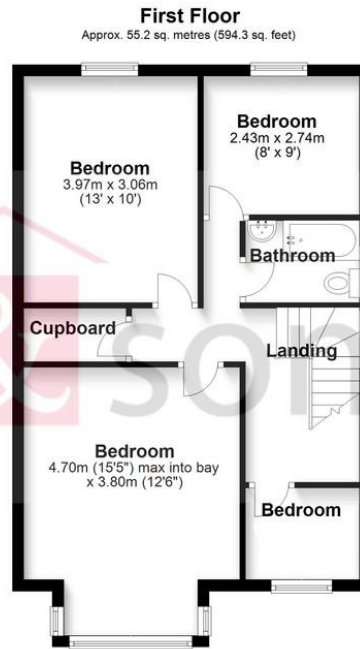 First Floor
Approx. 55.2 sq. metres (594.3 sq. feet)
Bedroom
3.97m x 3.06m
(13' x 10')
Bedroom
2.43m x 2.74m
(8' x 9')
Bathroom
Cupboard
Landing
& son
Bedroom
4.70m (15'5") max into bay
x 3.80m (12'6")
Bedroom